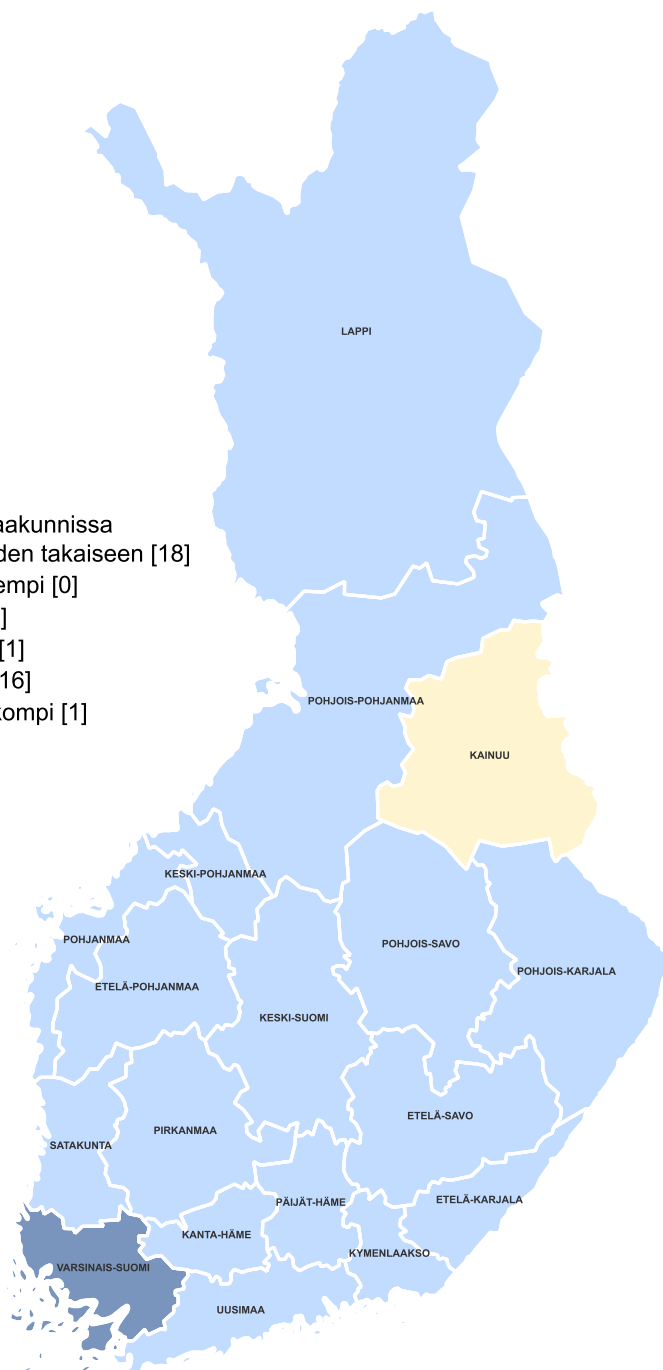 LAPPI
aakunnissa
den takaiseen [18]
empi [0]
]
[1]
16]
kompi [1]
POHJOIS-POHJANMAA
KAINUU
KESKI-POHJANMAA
POHJANMAA
POHJOIS-SAVO
POHJOIS-KARJALA
ETELÄ-POHJANMAA
KESKI-SUOMI
ETELÄ-SAVO
PIRKANMAA
SATAKUNTA
ETELÄ-KARJALA
PÄIJÄT-HÄME
KANTA-HÄME
KYMENLAAKSO
VARSINAIS-SUOMI
UUSIMAA